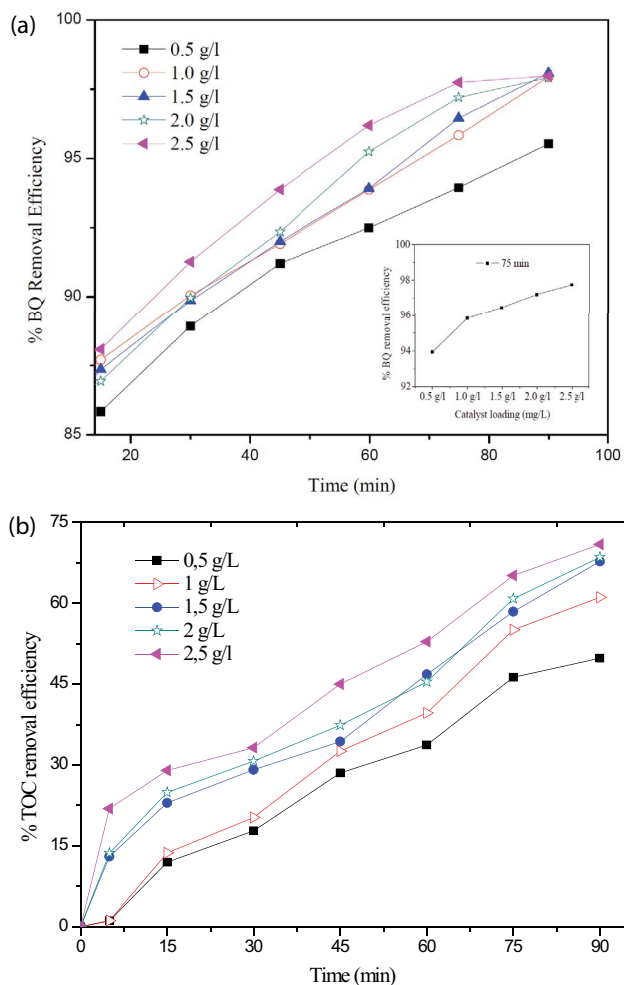 (a)
100
95
90
85
% BQ Removal Efficiency
0.5 g/l
1.0 g/l
1.5 g/l
2.0 g/l
2.5 g/l
100
98
96
94
92
% BQ removal efficiency
75 min
0.5 g/l 1.0 g/l 1.5 g/l 2.0 g/l 2.5 g/l
Catalyst loading (mg/L)
20 40 60 80 100
Time (min)
(b)
75
60
45
30
15
0
% TOC removal efficiency
0,5 g/L
1 g/L
1,5 g/L
2 g/L
2,5 g/l
0 15 30 45 60 75 90
Time (min)